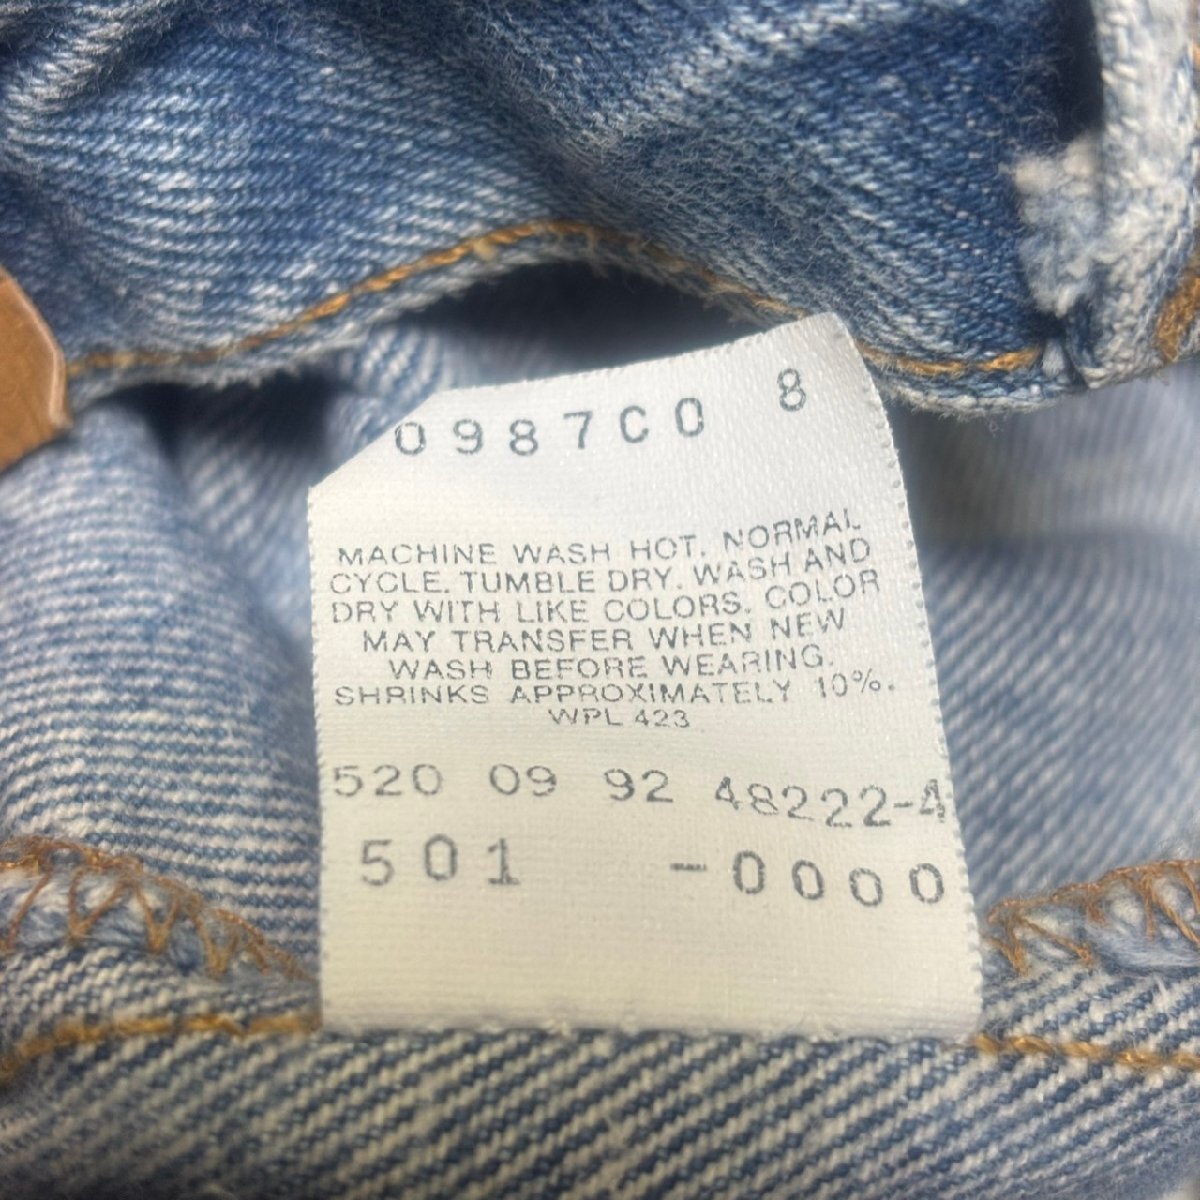 0987C0 8
MACHINE WASH HOT. NORMAL
CYCLE. TUMBLE DRY. WASH AND
DRY WITH LIKE COLORS. COLOR
MAY TRANSFER WHEN NEW
WASH BEFORE WEARING.
SHRINKS APPROXIMATELY 10%.
WPL 423
520 09 92 48222-4
501 -0000